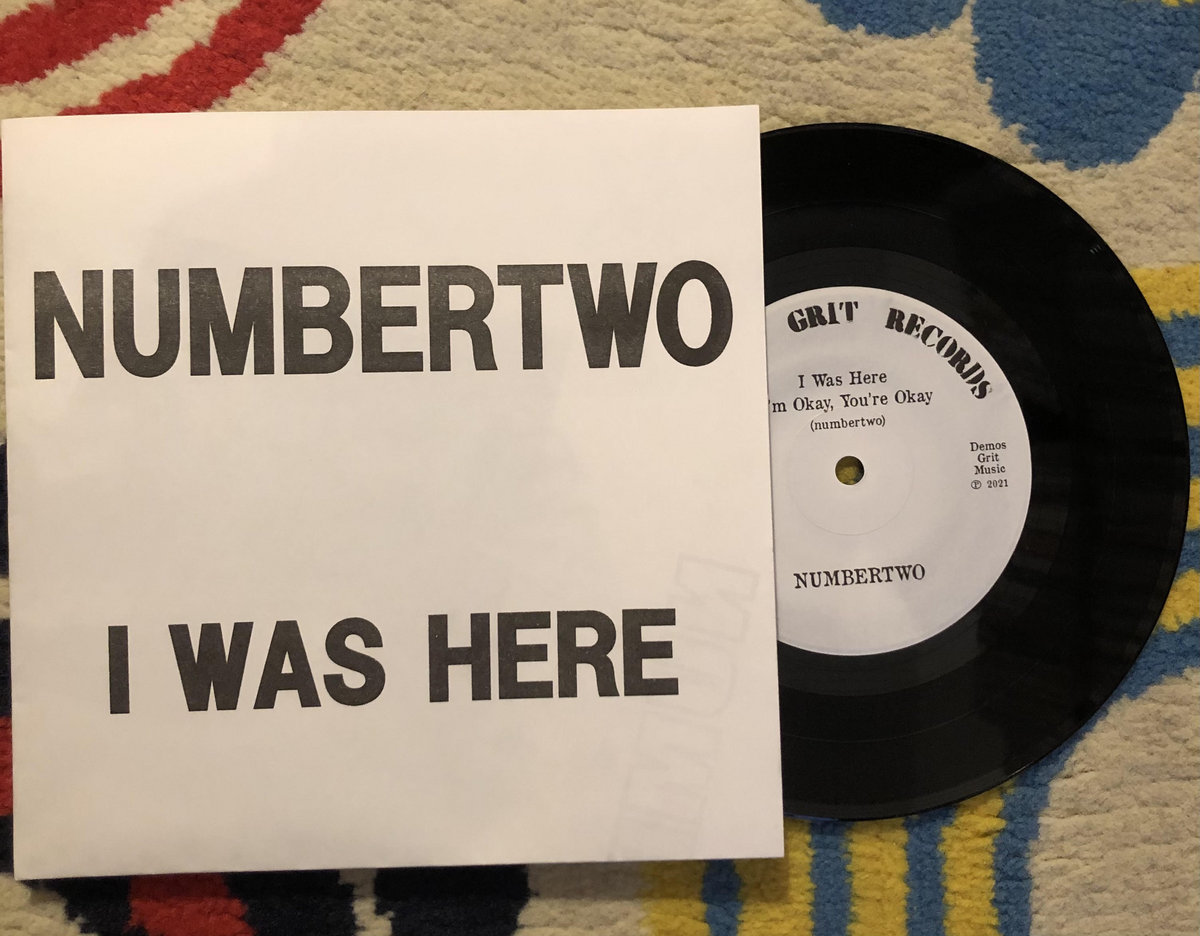 NUMBERTWO
I WAS HERE
GRIT RECORDS
I Was Here
'm Okay, You're Okay
(numbertwo)
Demos
Grit
Music
℗ 2021
NUMBERTWO